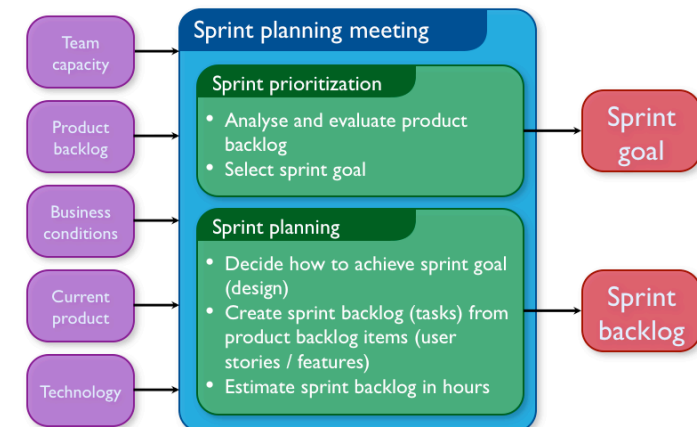 Team
capacity
Product
backlog
Business
conditions
Current
product
Technology
Sprint planning meeting
Sprint prioritization
• Analyse and evaluate product
backlog
• Select sprint goal
Sprint planning
• Decide how to achieve sprint goal
(design)
• Create sprint backlog (tasks) from
product backlog items (user
stories / features)
• Estimate sprint backlog in hours
Sprint
goal
Sprint
backlog